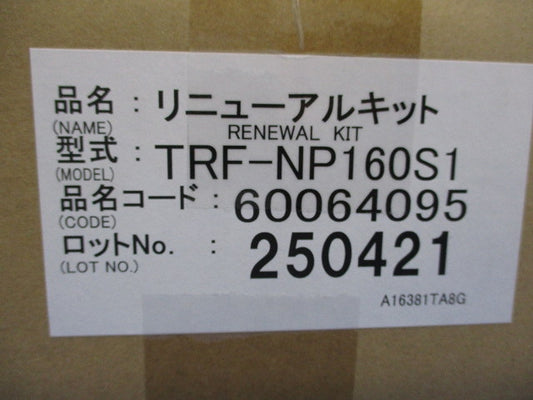 品名 : リニューアルキット
(NAME) RENEWAL KIT
型式 : TRF-NP160S1
(MODEL)
品名コード : 60064095
(CODE)
ロットNo. : 250421
(LOT NO.)
A16381TA8G